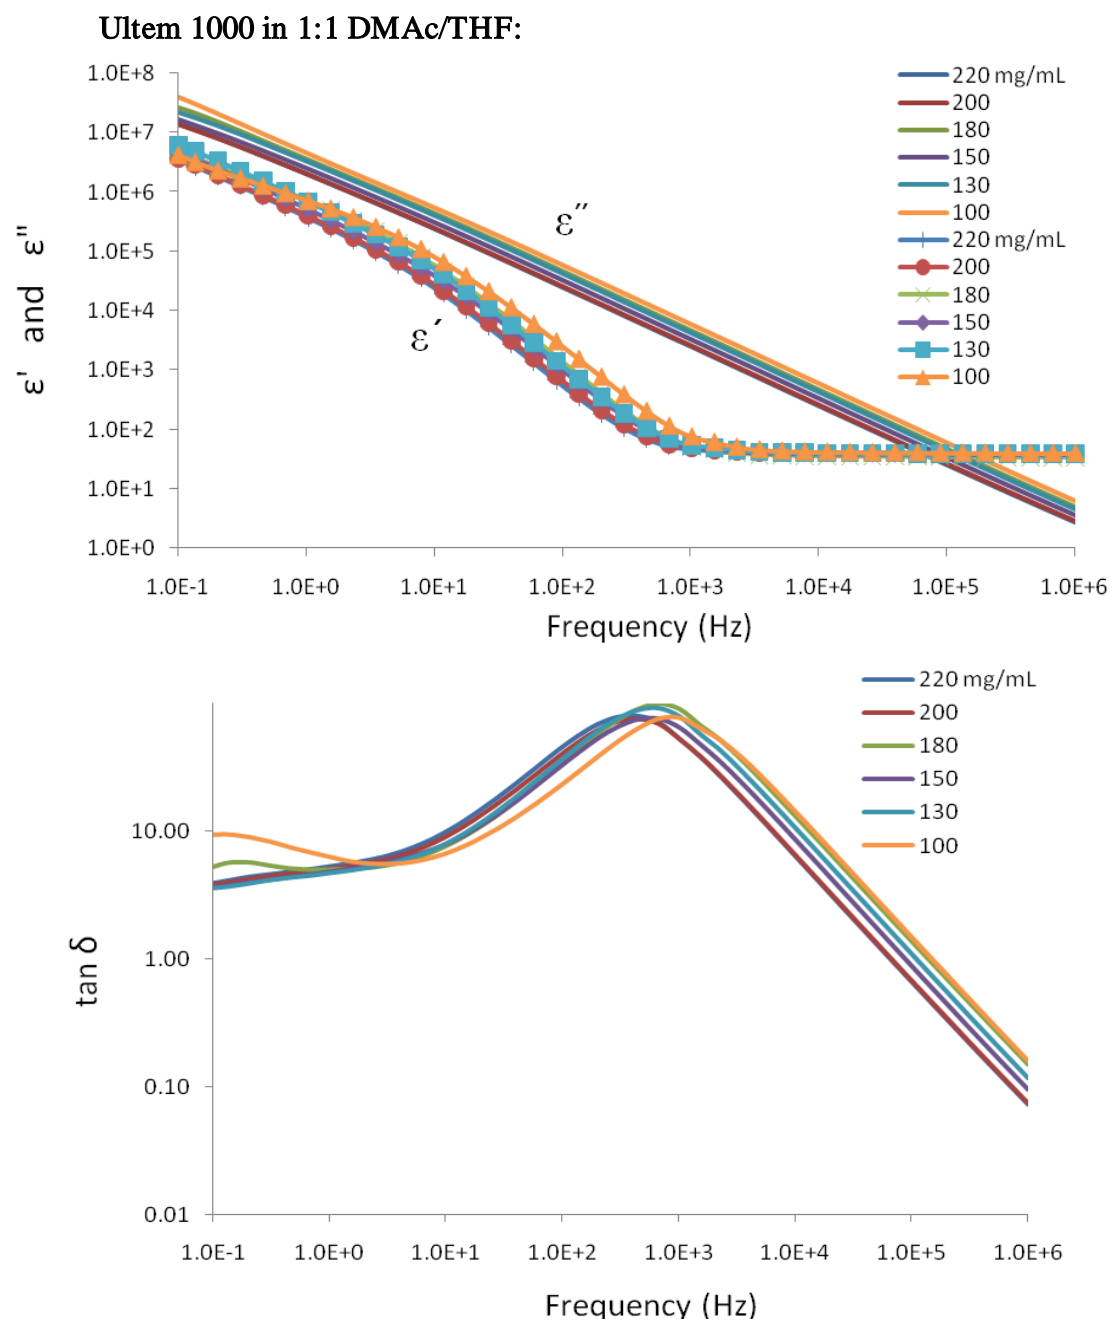 Ultem 1000 in 1:1 DMAc/THF:
1.0E+8
1.0E+7
1.0E+6
1.0E+5
1.0E+4
1.0E+3
1.0E+2
1.0E+1
1.0E+0
ε' and ε"
ε″
ε´
220 mg/mL
200
180
150
130
100
220 mg/mL
200
180
150
130
100
1.0E-1 1.0E+0 1.0E+1 1.0E+2 1.0E+3 1.0E+4 1.0E+5 1.0E+6
Frequency (Hz)
220 mg/mL
200
180
150
130
100
10.00
1.00
0.10
0.01
tan δ
1.0E-1 1.0E+0 1.0E+1 1.0E+2 1.0E+3 1.0E+4 1.0E+5 1.0E+6
Frequency (Hz)